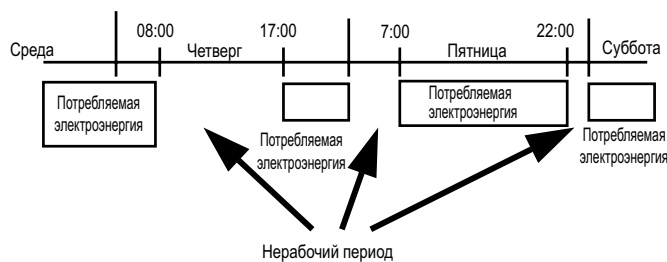 08:00
17:00
7:00
22:00
Среда
Четверг
Пятница
Суббота
Потребляемая
электроэнергия
Потребляемая
электроэнергия
Потребляемая
электроэнергия
Потребляемая
электроэнергия
Нерабочий период